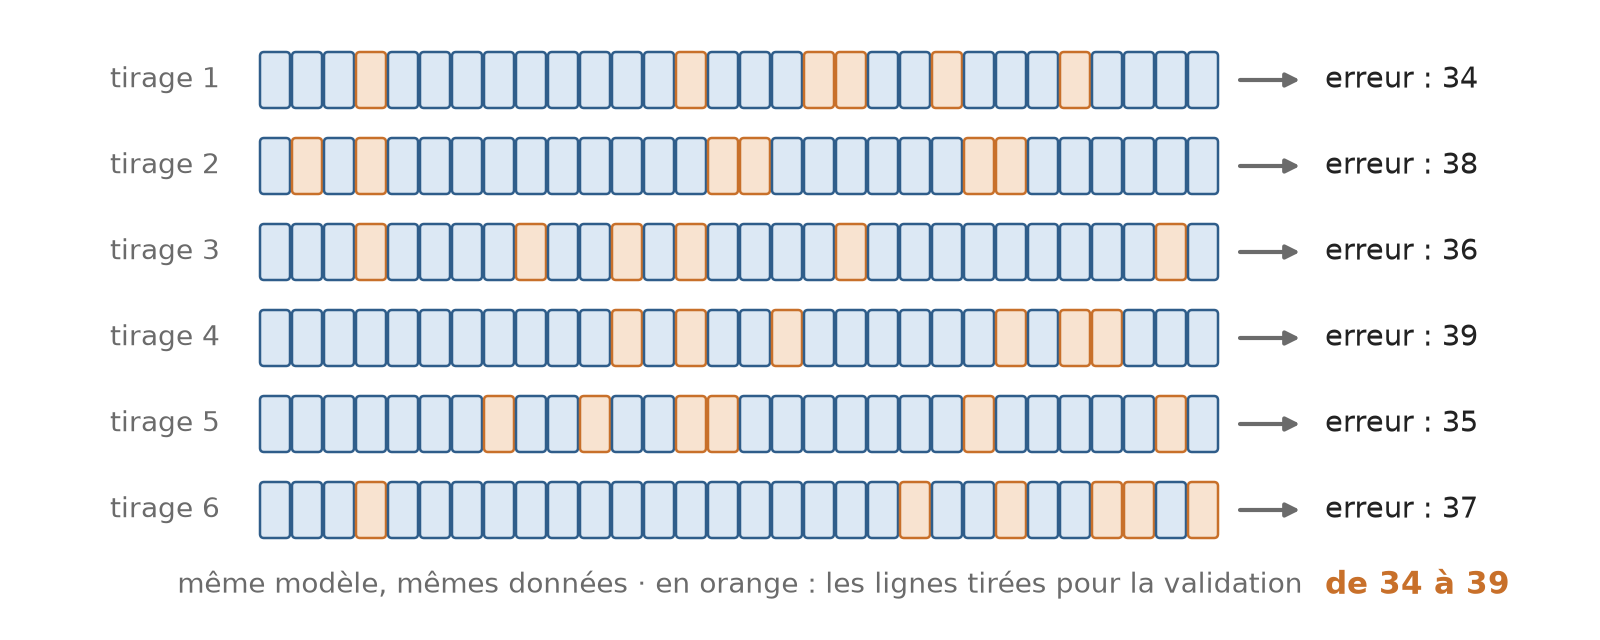 tirage 1 erreur : 34
tirage 2 erreur : 38
tirage 3 erreur : 36
tirage 4 erreur : 39
tirage 5 erreur : 35
tirage 6 erreur : 37
même modèle, mêmes données · en orange : les lignes tirées pour la validation de 34 à 39